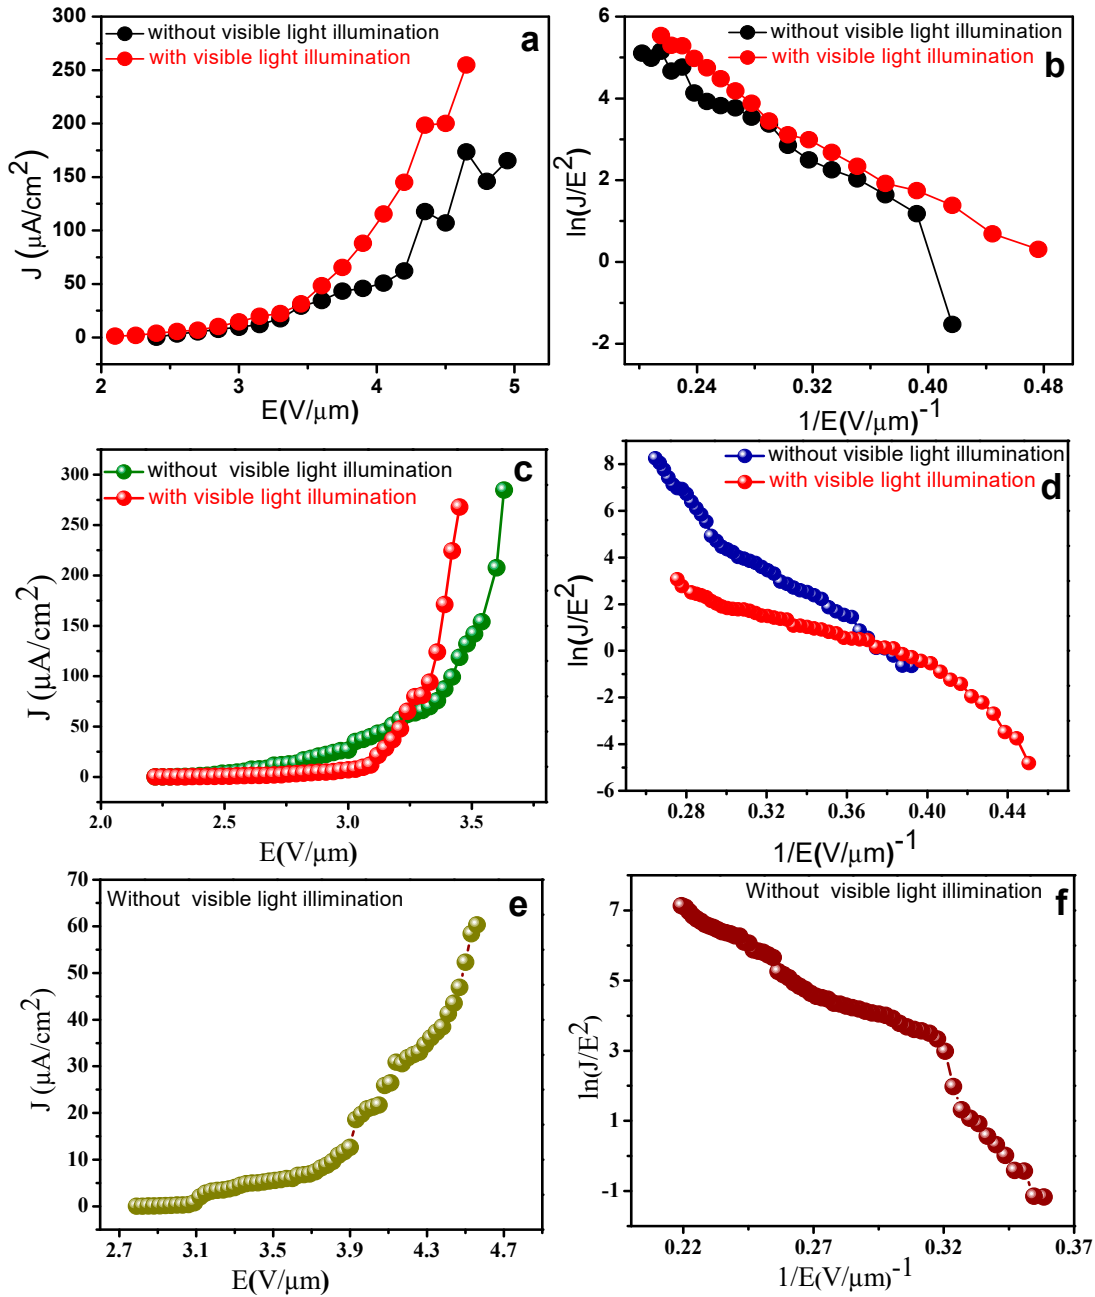 a
without visible light illumination
with visible light illumination
J (μA/cm²)
300
250
200
150
100
50
0
2
3
4
5
E(V/μm)
b
without visible light illumination
with visible light illumination
ln(J/E²)
6
4
2
0
-2
0.24
0.32
0.40
0.48
1/E(V/μm)⁻¹
c
without visible light illumination
with visible light illumination
J (μA/cm²)
300
250
200
150
100
50
0
2.0
2.5
3.0
3.5
E(V/μm)
d
without visible light illumination
with visible light illumination
ln(J/E²)
8
6
4
2
0
-2
-4
-6
0.28
0.32
0.36
0.40
0.44
1/E(V/μm)⁻¹
Without visible light illimination
e
J (μA/cm²)
70
60
50
40
30
20
10
0
2.7
3.1
3.5
3.9
4.3
4.7
E(V/μm)
Without visible light illimination
f
ln(J/E²)
7
5
3
1
-1
0.22
0.27
0.32
0.37
1/E(V/μm)⁻¹